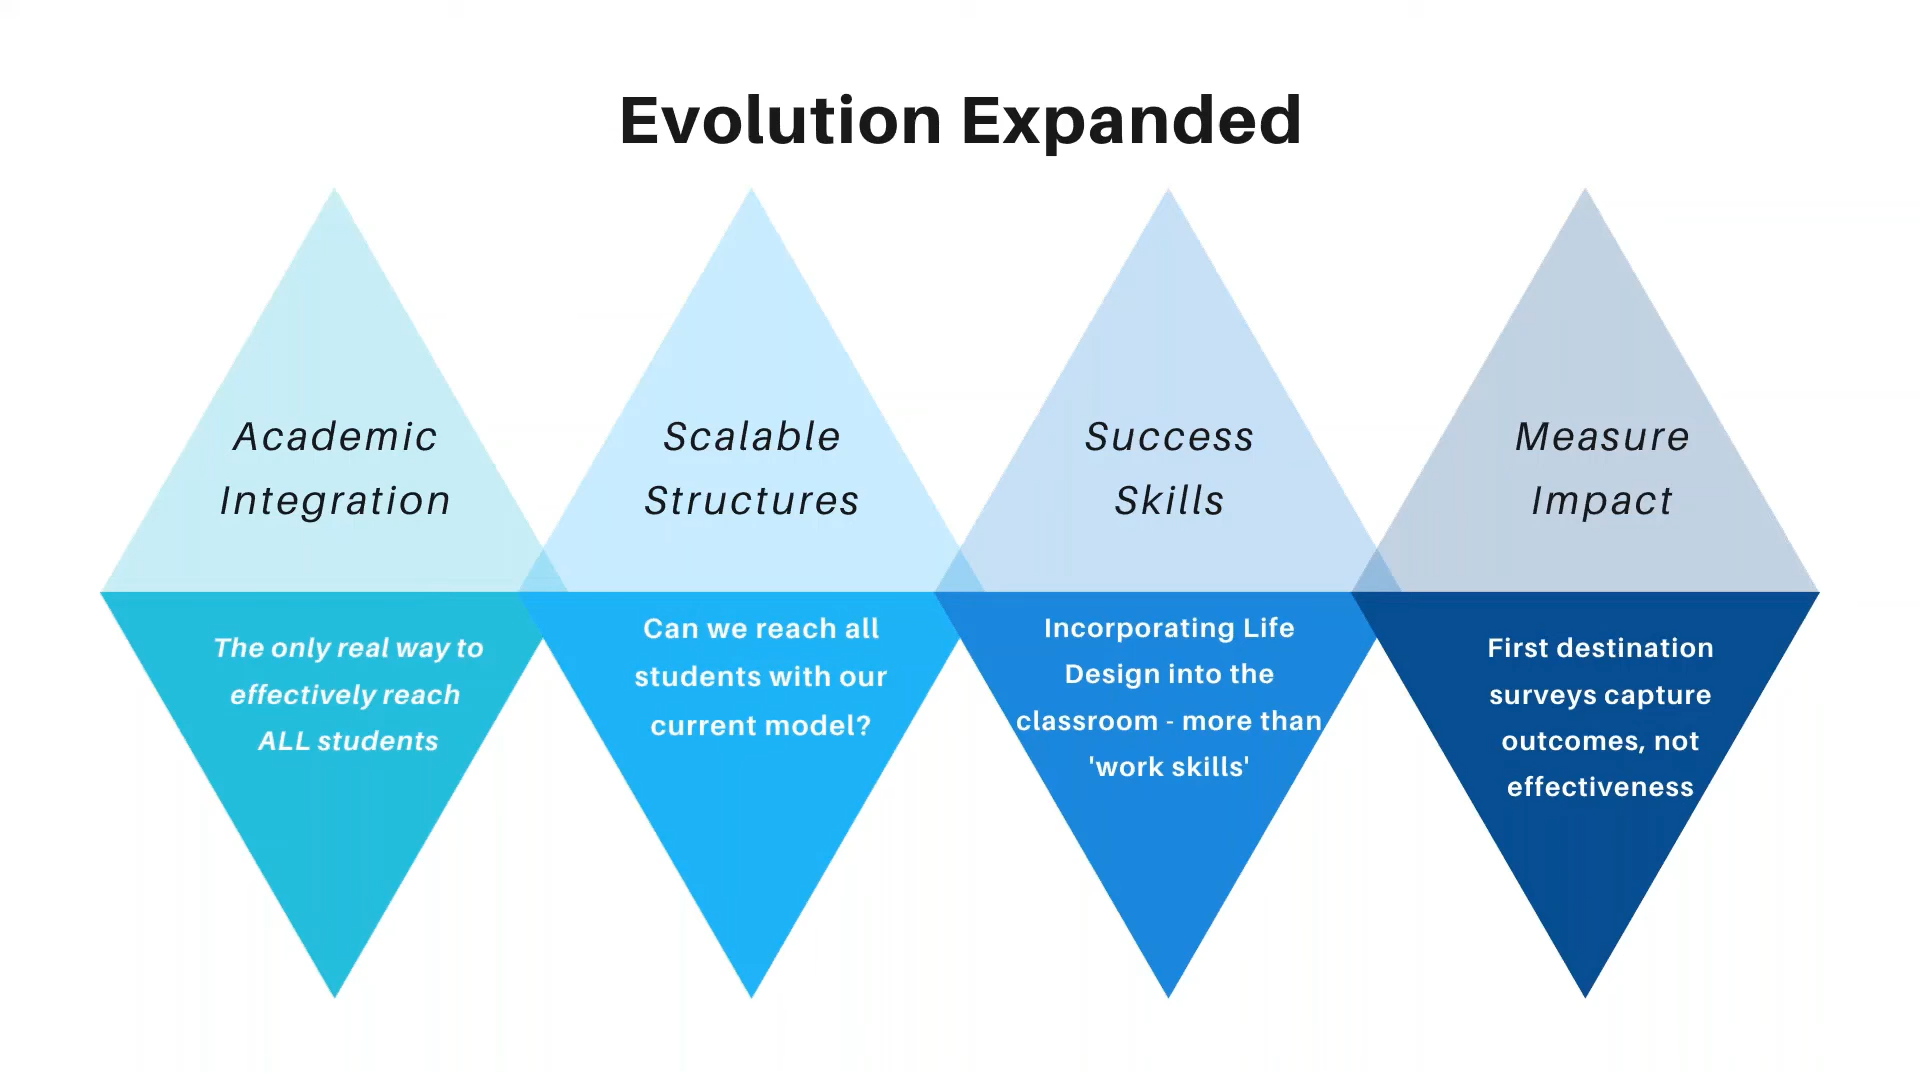 Evolution Expanded
Academic
Integration
The only real way to
effectively reach
ALL students
Scalable
Structures
Can we reach all
students with our
current model?
Success
Skills
Incorporating Life
Design into the
classroom - more than
'work skills'
Measure
Impact
First destination
surveys capture
outcomes, not
effectiveness